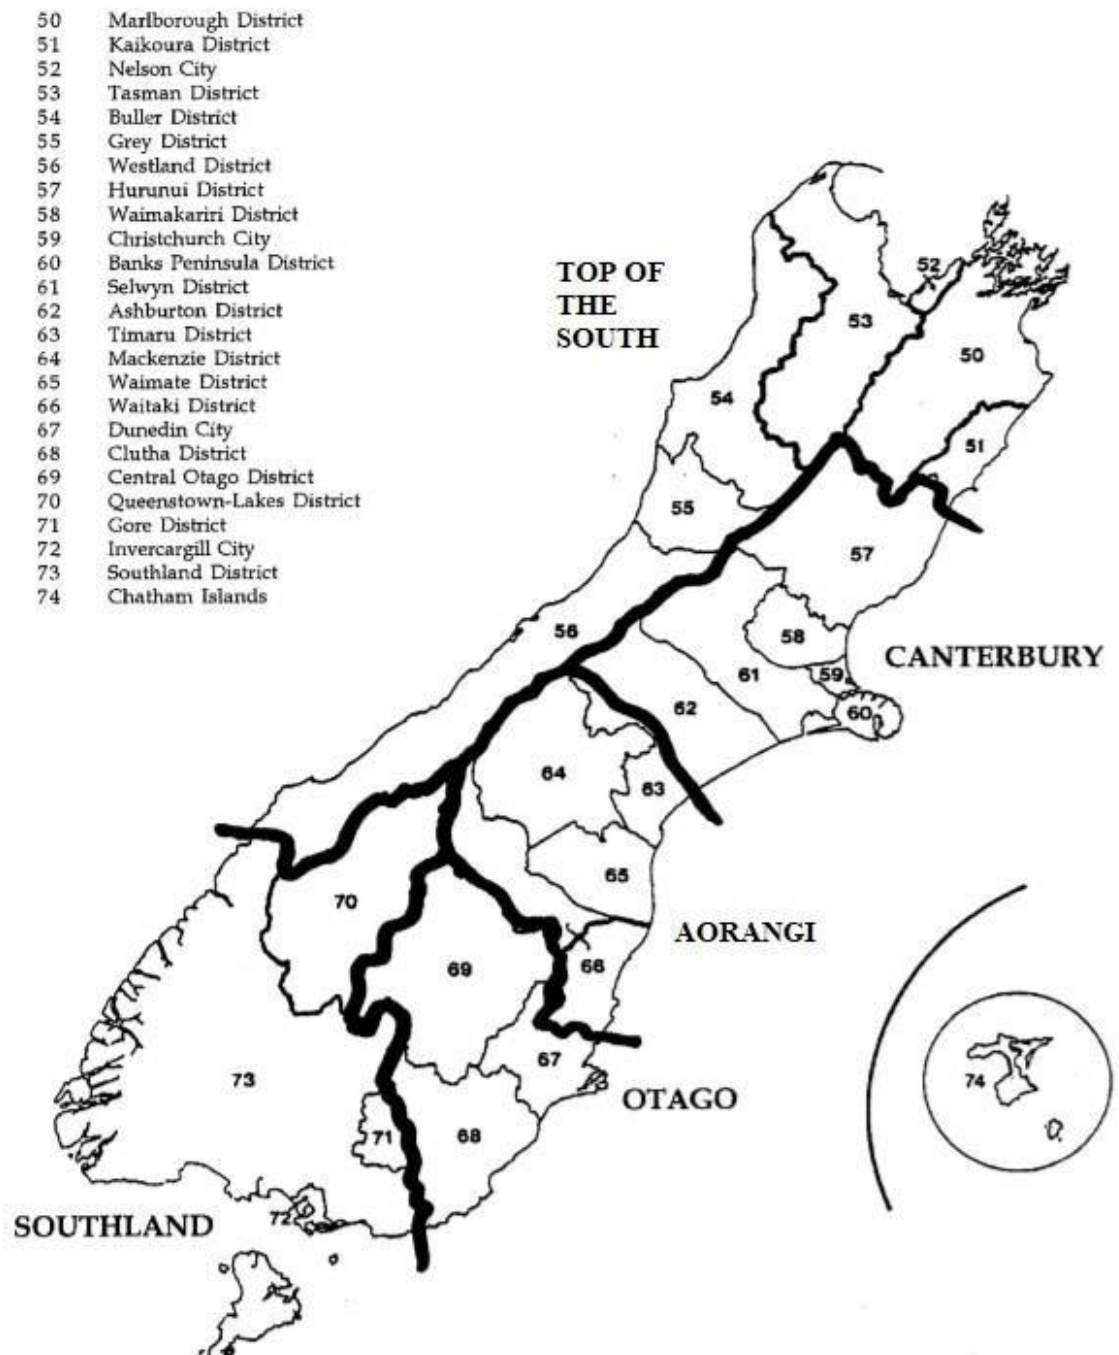 50 Marlborough District
51 Kaikoura District
52 Nelson City
53 Tasman District
54 Buller District
55 Grey District
56 Westland District
57 Hurunui District
58 Waimakariri District
59 Christchurch City
60 Banks Peninsula District
61 Selwyn District
62 Ashburton District
63 Timaru District
64 Mackenzie District
65 Waimate District
66 Waitaki District
67 Dunedin City
68 Clutha District
69 Central Otago District
70 Queenstown-Lakes District
71 Gore District
72 Invercargill City
73 Southland District
74 Chatham Islands
TOP OF
THE
SOUTH
52
53
50
54
51
55
57
56
58
CANTERBURY
59
61
62
60
64
63
65
70
AORANGI
66
69
67
73
74
OTAGO
71
68
72
SOUTHLAND